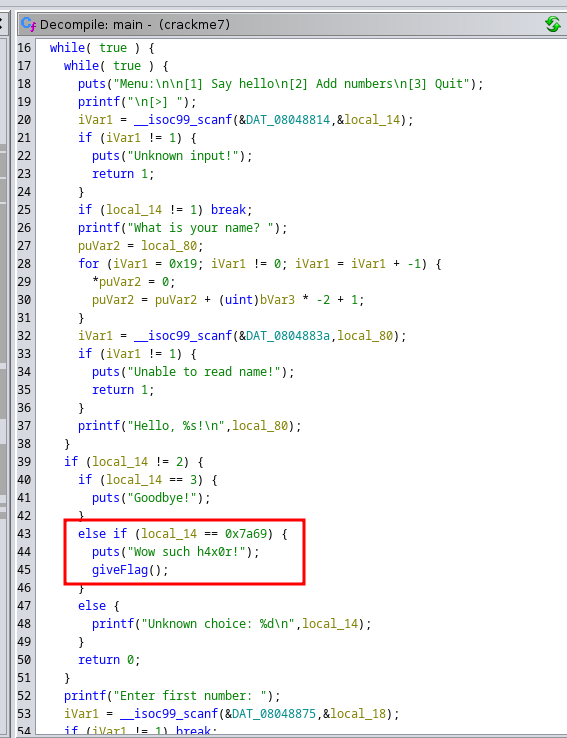 Decompile: main - (crackme7)
16 while( true ) {
17 while( true ) {
18 puts("Menu:\n\n[1] Say hello\n[2] Add numbers\n[3] Quit");
19 printf("\n[>] ");
20 iVar1 = __isoc99_scanf(&DAT_08048814,&local_14);
21 if (iVar1 != 1) {
22 puts("Unknown input!");
23 return 1;
24 }
25 if (local_14 != 1) break;
26 printf("What is your name? ");
27 puVar2 = local_80;
28 for (iVar1 = 0x19; iVar1 != 0; iVar1 = iVar1 + -1) {
29 *puVar2 = 0;
30 puVar2 = puVar2 + (uint)bVar3 * -2 + 1;
31 }
32 iVar1 = __isoc99_scanf(&DAT_0804883a,local_80);
33 if (iVar1 != 1) {
34 puts("Unable to read name!");
35 return 1;
36 }
37 printf("Hello, %s!\n",local_80);
38 }
39 if (local_14 != 2) {
40 if (local_14 == 3) {
41 puts("Goodbye!");
42 }
43 else if (local_14 == 0x7a69) {
44 puts("Wow such h4x0r!");
45 giveFlag();
46 }
47 else {
48 printf("Unknown choice: %d\n",local_14);
49 }
50 return 0;
51 }
52 printf("Enter first number: ");
53 iVar1 = __isoc99_scanf(&DAT_08048875,&local_18);
54 if (iVar1 != 1) break;